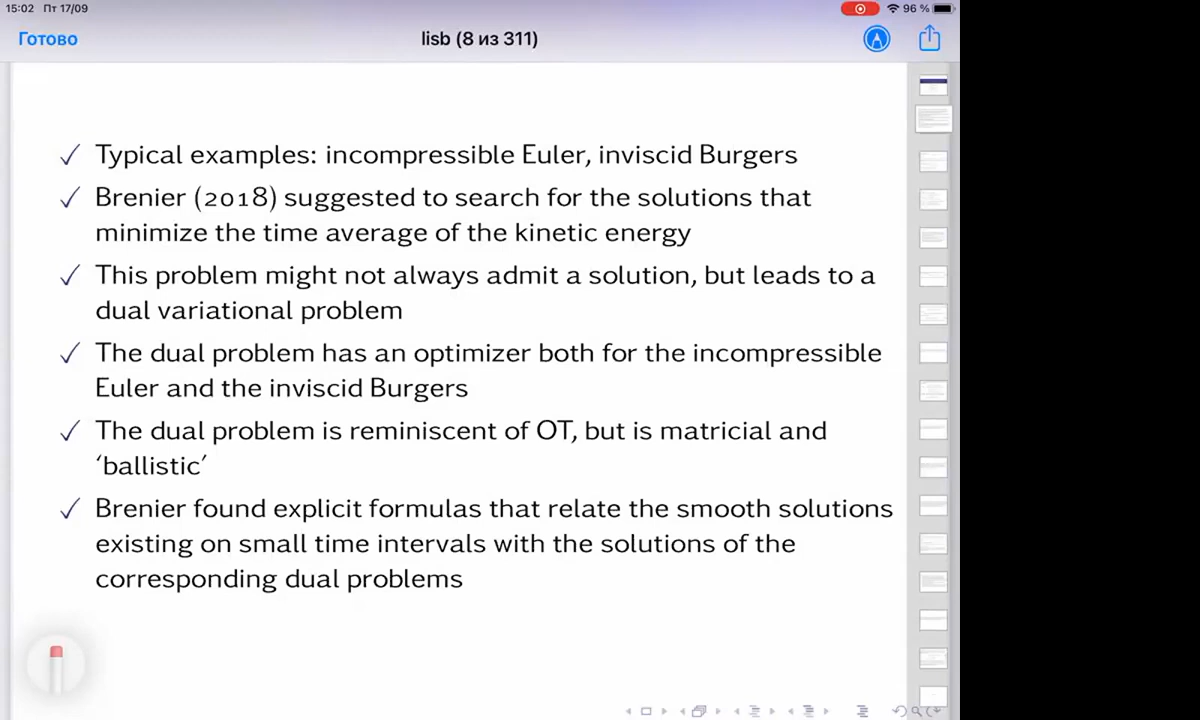 15:02 Пт 17/09 96 %
Готово lisb (8 из 311)
✓ Typical examples: incompressible Euler, inviscid Burgers
✓ Brenier (2018) suggested to search for the solutions that
minimize the time average of the kinetic energy
✓ This problem might not always admit a solution, but leads to a
dual variational problem
✓ The dual problem has an optimizer both for the incompressible
Euler and the inviscid Burgers
✓ The dual problem is reminiscent of OT, but is matricial and
‘ballistic’
✓ Brenier found explicit formulas that relate the smooth solutions
existing on small time intervals with the solutions of the
corresponding dual problems